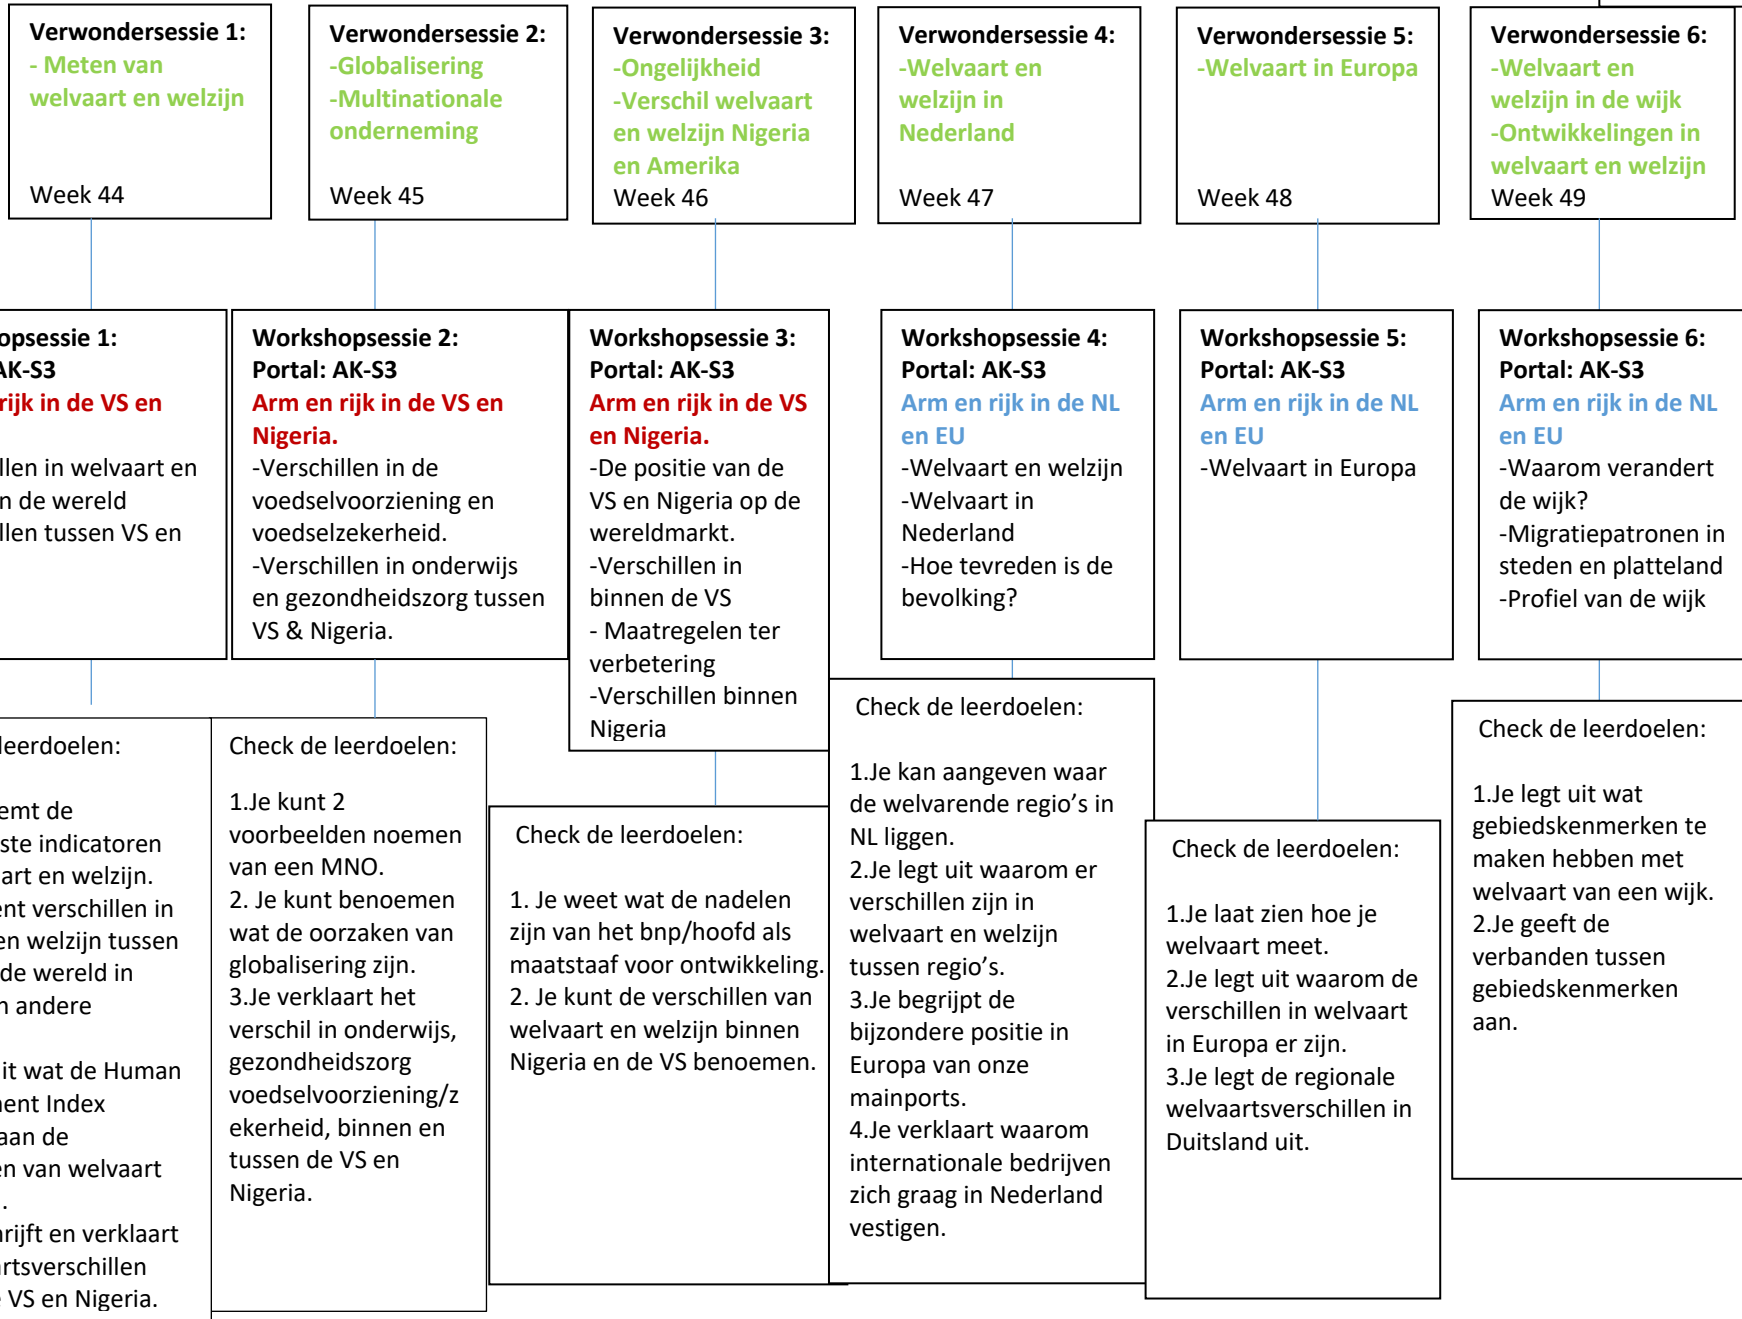 Verwondersessie 1:
- Meten van
welvaart en welzijn
Week 44
Verwondersessie 2:
-Globalisering
-Multinationale
onderneming
Week 45
Verwondersessie 3:
-Ongelijkheid
-Verschil welvaart
en welzijn Nigeria
en Amerika
Week 46
Verwondersessie 4:
-Welvaart en
welzijn in
Nederland
Week 47
Verwondersessie 5:
-Welvaart in Europa
Week 48
Verwondersessie 6:
-Welvaart en
welzijn in de wijk
-Ontwikkelingen in
welvaart en welzijn
Week 49
opsessie 1:
AK-S3
rijk in de VS en
llen in welvaart en
n de wereld
llen tussen VS en
Workshopsessie 2:
Portal: AK-S3
Arm en rijk in de VS en
Nigeria.
-Verschillen in de
voedselvoorziening en
voedselzekerheid.
-Verschillen in onderwijs
en gezondheidszorg tussen
VS & Nigeria.
Workshopsessie 3:
Portal: AK-S3
Arm en rijk in de VS
en Nigeria.
-De positie van de
VS en Nigeria op de
wereldmarkt.
-Verschillen in
binnen de VS
- Maatregelen ter
verbetering
-Verschillen binnen
Nigeria
Workshopsessie 4:
Portal: AK-S3
Arm en rijk in de NL
en EU
-Welvaart en welzijn
-Welvaart in
Nederland
-Hoe tevreden is de
bevolking?
Workshopsessie 5:
Portal: AK-S3
Arm en rijk in de NL
en EU
-Welvaart in Europa
Workshopsessie 6:
Portal: AK-S3
Arm en rijk in de NL
en EU
-Waarom verandert
de wijk?
-Migratiepatronen in
steden en platteland
-Profiel van de wijk
leerdoelen:
emt de
ste indicatoren
art en welzijn.
ent verschillen in
en welzijn tussen
de wereld in
n andere
it wat de Human
ment Index
aan de
en van welvaart
.
hrijft en verklaart
artsverschillen
e VS en Nigeria.
Check de leerdoelen:
1.Je kunt 2
voorbeelden noemen
van een MNO.
2. Je kunt benoemen
wat de oorzaken van
globalisering zijn.
3.Je verklaart het
verschil in onderwijs,
gezondheidszorg
voedselvoorziening/z
ekerheid, binnen en
tussen de VS en
Nigeria.
Check de leerdoelen:
1. Je weet wat de nadelen
zijn van het bnp/hoofd als
maatstaaf voor ontwikkeling.
2. Je kunt de verschillen van
welvaart en welzijn binnen
Nigeria en de VS benoemen.
Check de leerdoelen:
1.Je kan aangeven waar
de welvarende regio’s in
NL liggen.
2.Je legt uit waarom er
verschillen zijn in
welvaart en welzijn
tussen regio’s.
3.Je begrijpt de
bijzondere positie in
Europa van onze
mainports.
4.Je verklaart waarom
internationale bedrijven
zich graag in Nederland
vestigen.
Check de leerdoelen:
1.Je laat zien hoe je
welvaart meet.
2.Je legt uit waarom de
verschillen in welvaart
in Europa er zijn.
3.Je legt de regionale
welvaartsverschillen in
Duitsland uit.
Check de leerdoelen:
1.Je legt uit wat
gebiedskenmerken te
maken hebben met
welvaart van een wijk.
2.Je geeft de
verbanden tussen
gebiedskenmerken
aan.